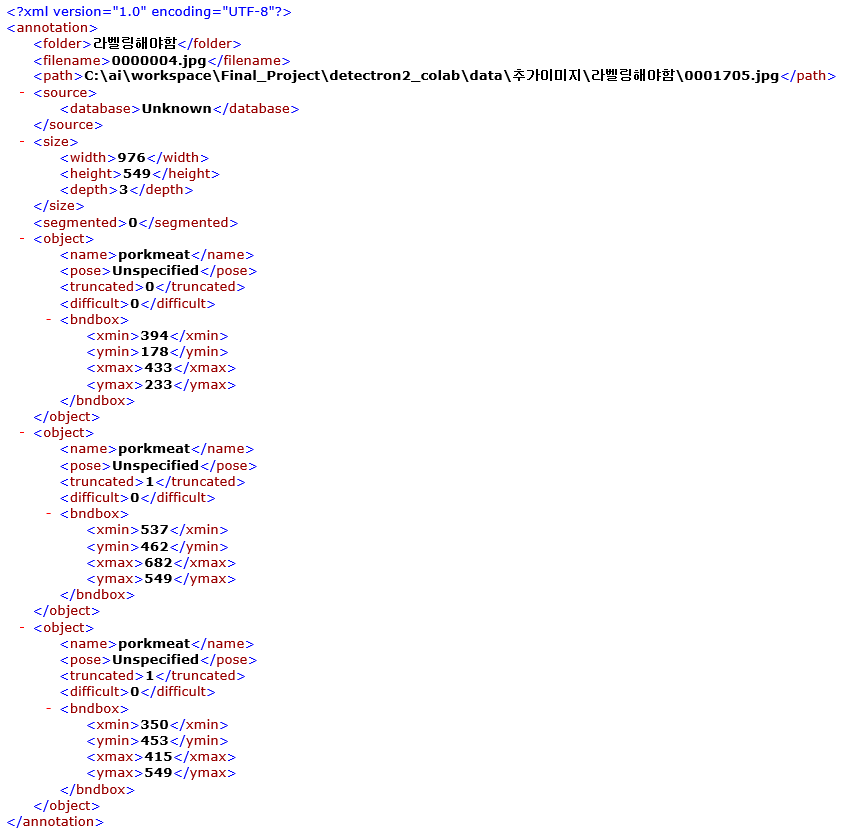 <?xml version="1.0" encoding="UTF-8"?>
<annotation>
<folder>라벨링해야함</folder>
<filename>0000004.jpg</filename>
<path>C:\ai\workspace\Final_Project\detectron2_colab\data\추가이미지\라벨링해야함\0001705.jpg</path>
- <source>
<database>Unknown</database>
</source>
- <size>
<width>976</width>
<height>549</height>
<depth>3</depth>
</size>
<segmented>0</segmented>
- <object>
<name>porkmeat</name>
<pose>Unspecified</pose>
<truncated>0</truncated>
<difficult>0</difficult>
- <bndbox>
<xmin>394</xmin>
<ymin>178</ymin>
<xmax>433</xmax>
<ymax>233</ymax>
</bndbox>
</object>
- <object>
<name>porkmeat</name>
<pose>Unspecified</pose>
<truncated>1</truncated>
<difficult>0</difficult>
- <bndbox>
<xmin>537</xmin>
<ymin>462</ymin>
<xmax>682</xmax>
<ymax>549</ymax>
</bndbox>
</object>
- <object>
<name>porkmeat</name>
<pose>Unspecified</pose>
<truncated>1</truncated>
<difficult>0</difficult>
- <bndbox>
<xmin>350</xmin>
<ymin>453</ymin>
<xmax>415</xmax>
<ymax>549</ymax>
</bndbox>
</object>
</annotation>